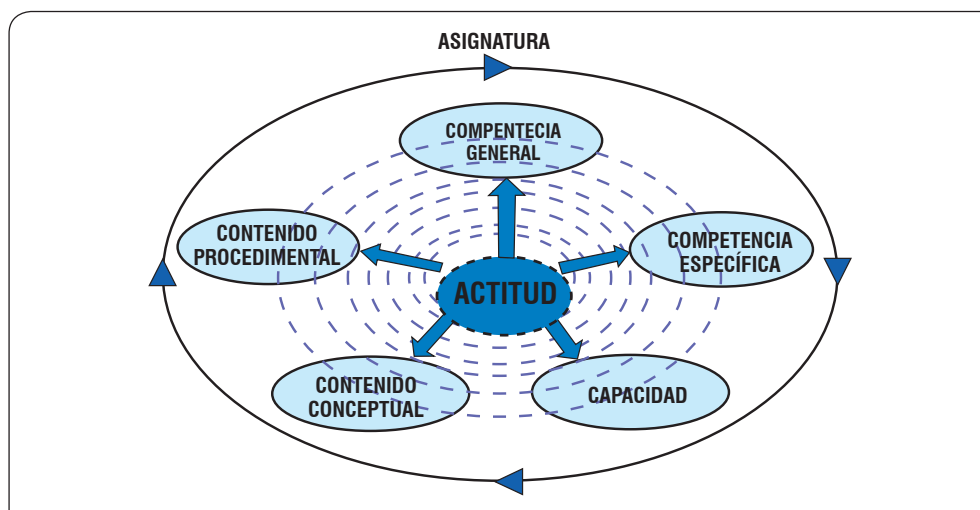 ASIGNATURA
COMPENTECIA
GENERAL
CONTENIDO
PROCEDIMENTAL
COMPETENCIA
ESPECÍFICA
ACTITUD
CONTENIDO
CONCEPTUAL
CAPACIDAD